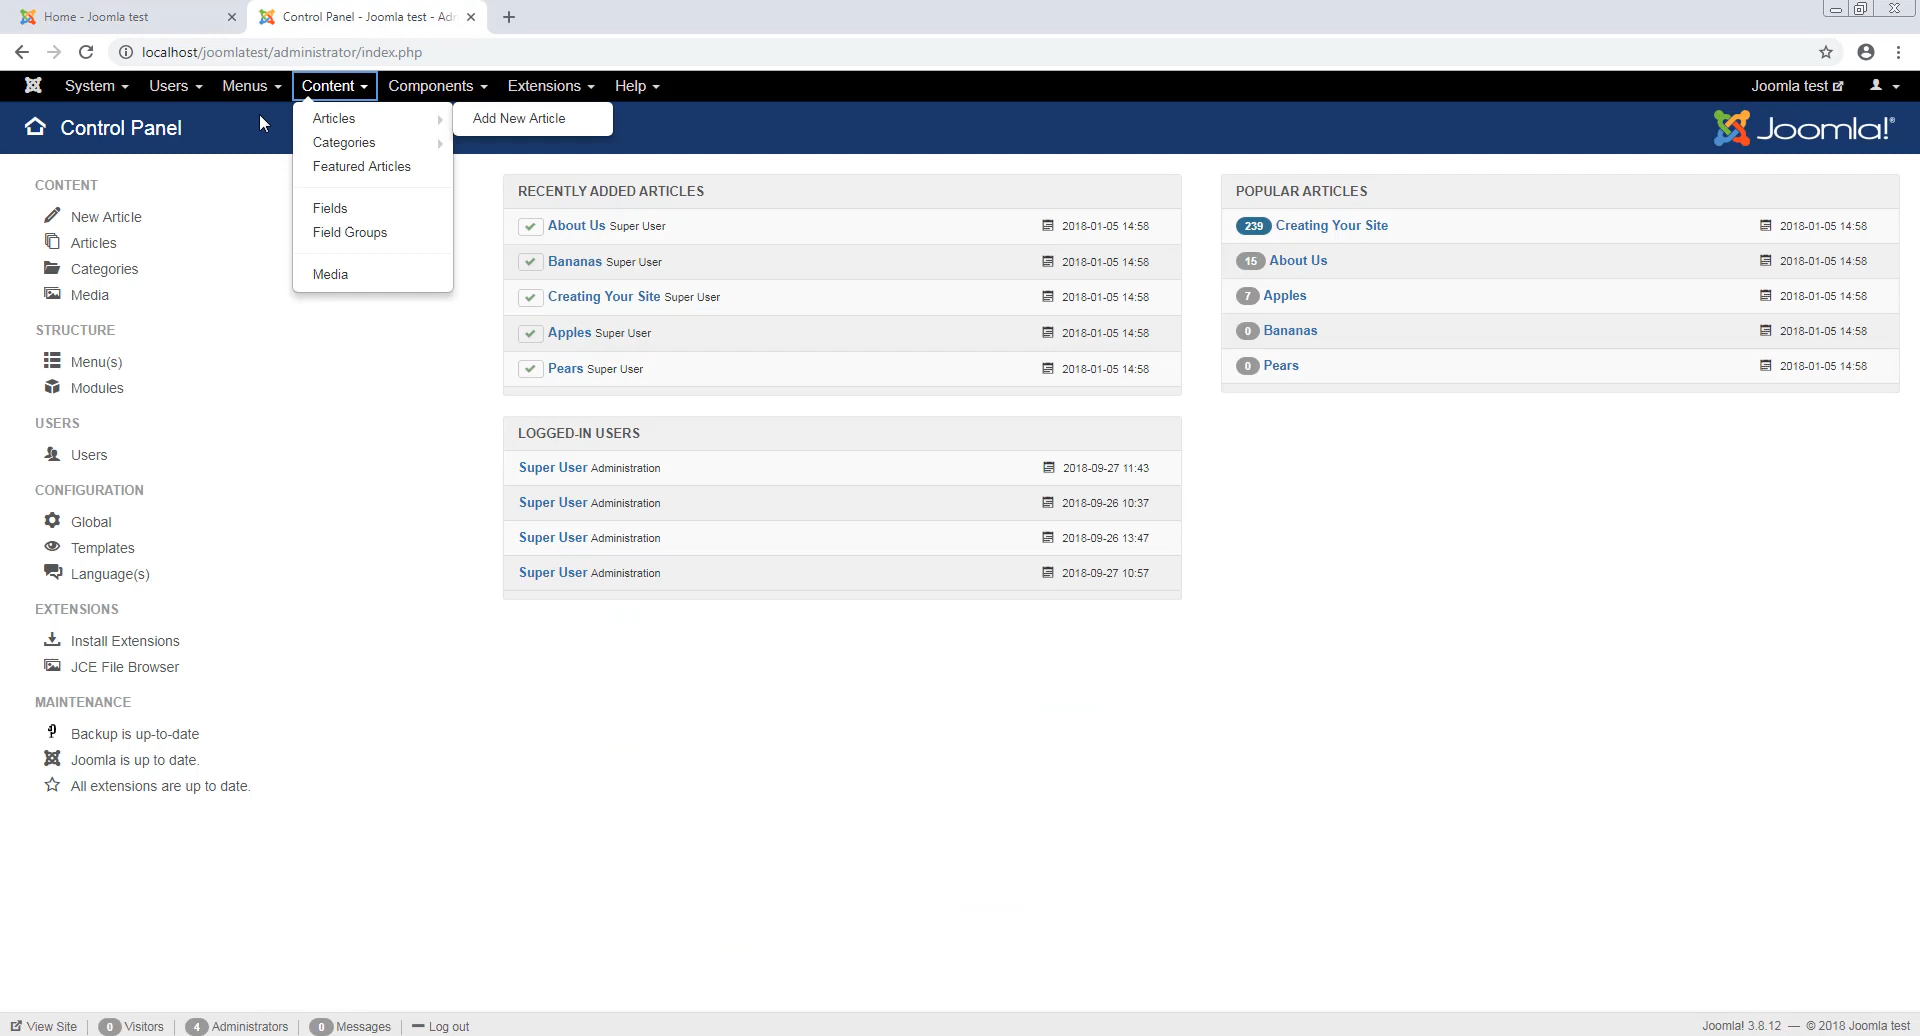 Home - Joomla test
Control Panel - Joomla test - Adr
localhost/joomlatest/administrator/index.php
System Users Menus Content Components Extensions Help Joomla test
Control Panel
Joomla!®
Articles
Categories
Featured Articles
Fields
Field Groups
Media
Add New Article
CONTENT
New Article
Articles
Categories
Media
STRUCTURE
Menu(s)
Modules
USERS
Users
CONFIGURATION
Global
Templates
Language(s)
EXTENSIONS
Install Extensions
JCE File Browser
MAINTENANCE
Backup is up-to-date
Joomla is up to date.
All extensions are up to date.
RECENTLY ADDED ARTICLES
About Us Super User 2018-01-05 14:58
Bananas Super User 2018-01-05 14:58
Creating Your Site Super User 2018-01-05 14:58
Apples Super User 2018-01-05 14:58
Pears Super User 2018-01-05 14:58
LOGGED-IN USERS
Super User Administration 2018-09-27 11:43
Super User Administration 2018-09-26 10:37
Super User Administration 2018-09-26 13:47
Super User Administration 2018-09-27 10:57
POPULAR ARTICLES
239 Creating Your Site 2018-01-05 14:58
15 About Us 2018-01-05 14:58
7 Apples 2018-01-05 14:58
0 Bananas 2018-01-05 14:58
0 Pears 2018-01-05 14:58
View Site 0 Visitors 4 Administrators 0 Messages Log out Joomla! 3.8.12 — © 2018 Joomla test